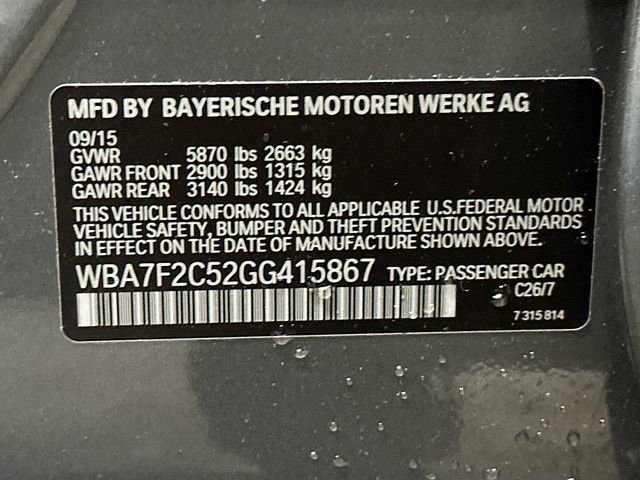 MFD BY BAYERISCHE MOTOREN WERKE AG
09/15
GVWR 5870 lbs 2663 kg
GAWR FRONT 2900 lbs 1315 kg
GAWR REAR 3140 lbs 1424 kg
THIS VEHICLE CONFORMS TO ALL APPLICABLE U.S.FEDERAL MOTOR
VEHICLE SAFETY, BUMPER AND THEFT PREVENTION STANDARDS
IN EFFECT ON THE DATE OF MANUFACTURE SHOWN ABOVE.
WBA7F2C52GG415867 TYPE: PASSENGER CAR
C26/7
7 315 814